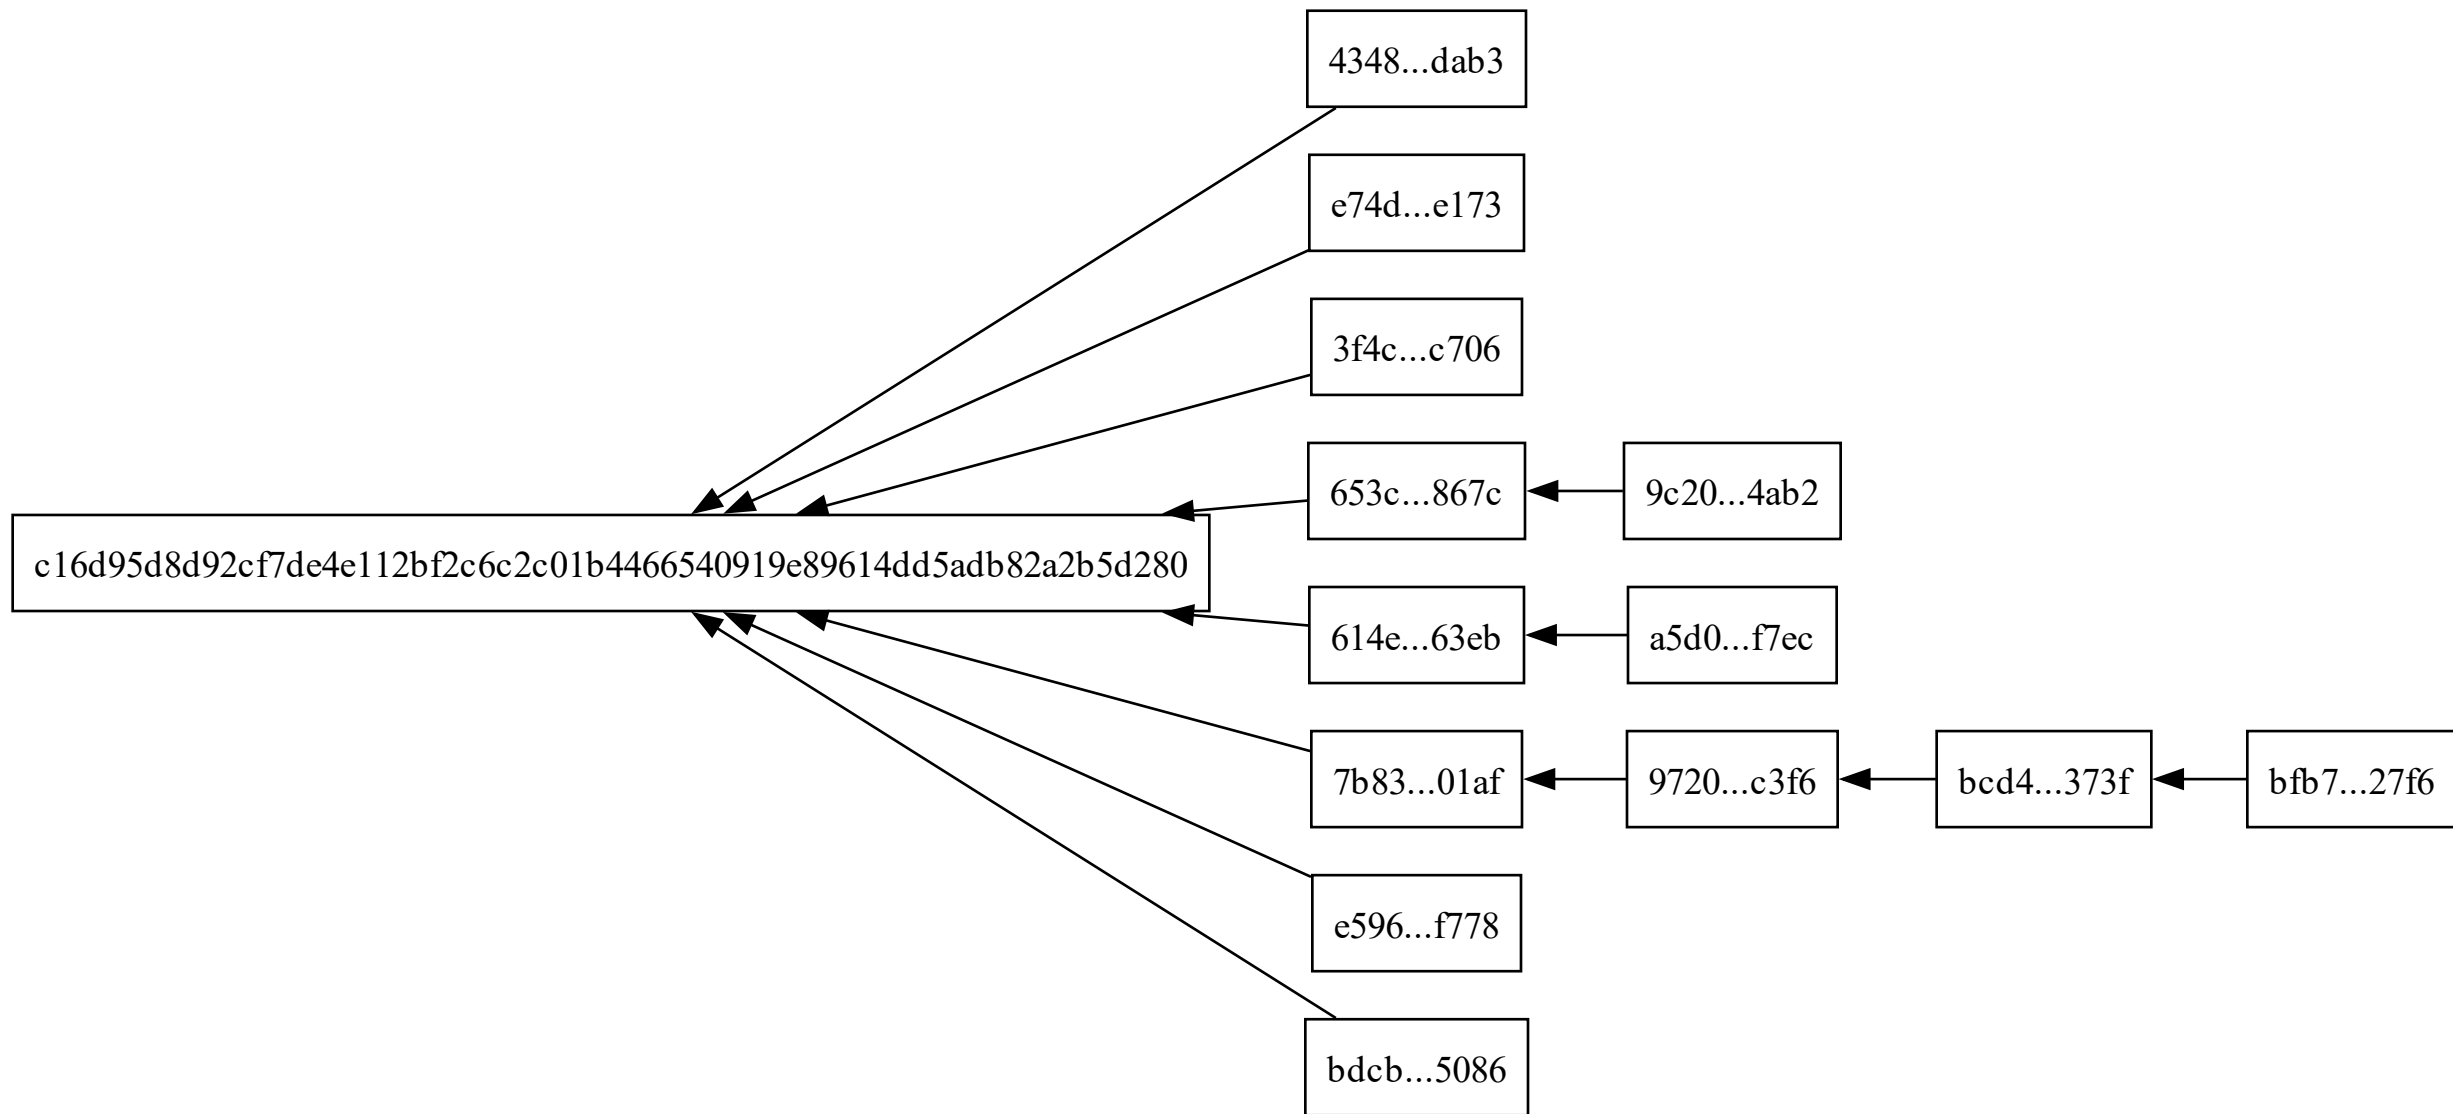 4348...dab3
e74d...e173
3f4c...c706
653c...867c
9c20...4ab2
c16d95d8d92cf7de4e112bf2c6c2c01b4466540919e89614dd5adb82a2b5d280
614e...63eb
a5d0...f7ec
7b83...01af
9720...c3f6
bcd4...373f
bfb7...27f6
e596...f778
bdcb...5086